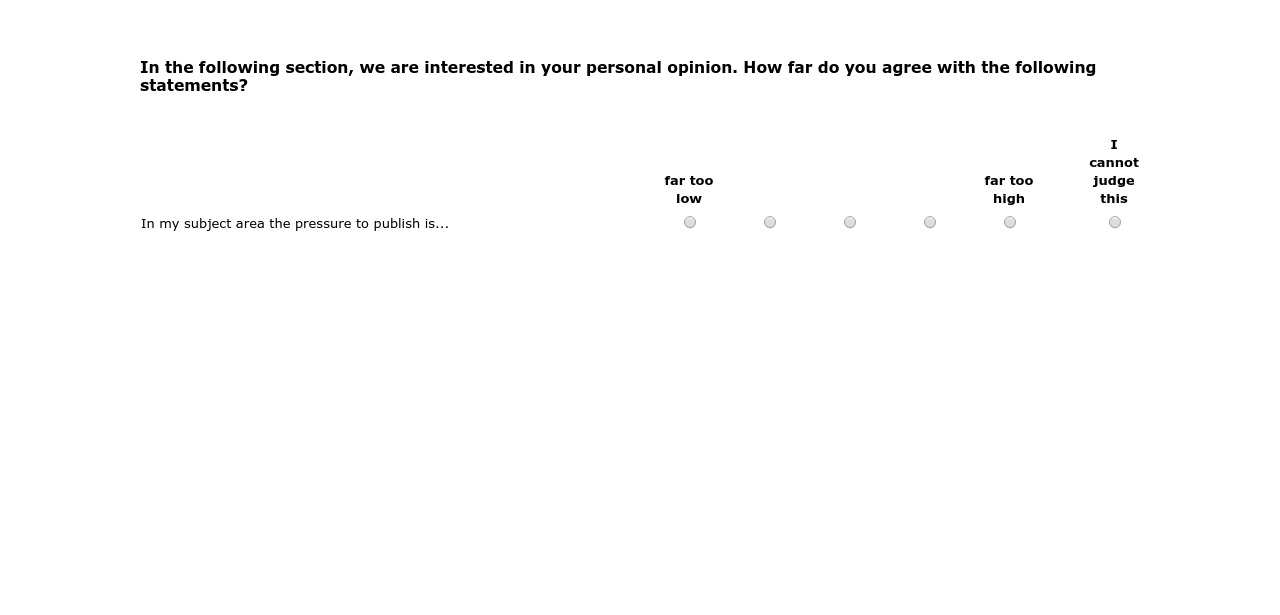 In the following section, we are interested in your personal opinion. How far do you agree with the following
statements?
far too
low
far too
high
I
cannot
judge
this
In my subject area the pressure to publish is…